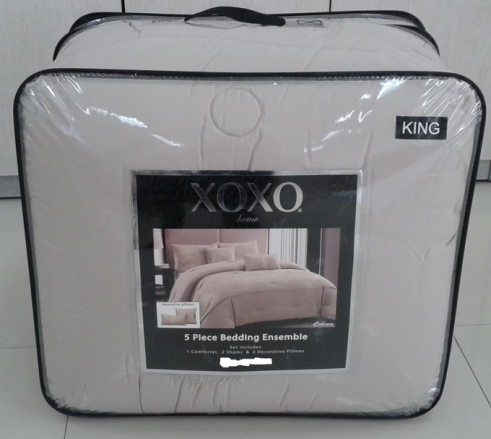 KING
XOXO
home
5 Piece Bedding Ensemble
Set Includes:
1 Comforter, 2 Shams & 2 Decorative Pillows